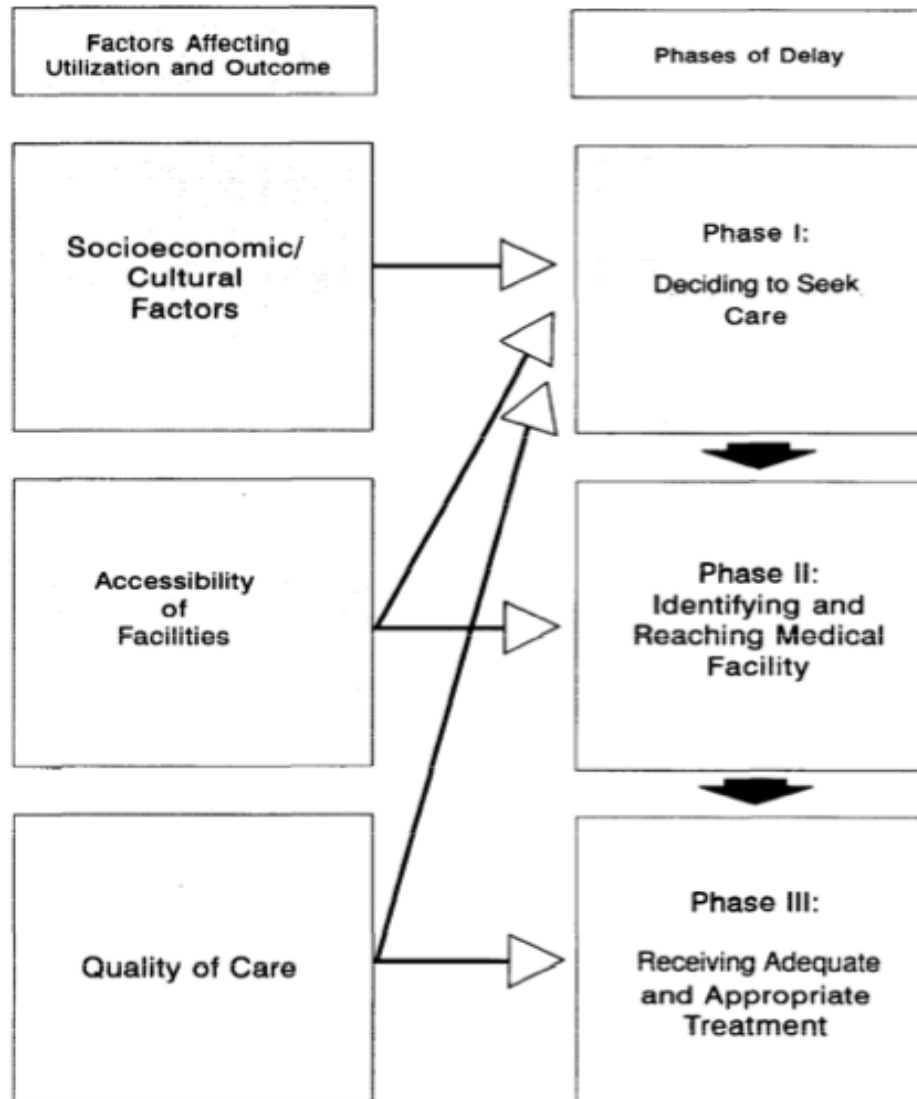 Factors Affecting
Utilization and Outcome
Phases of Delay
Socioeconomic/
Cultural
Factors
Phase I:
Deciding to Seek
Care
Accessibility
of
Facilities
Phase II:
Identifying and
Reaching Medical
Facility
Quality of Care
Phase III:
Receiving Adequate
and Appropriate
Treatment